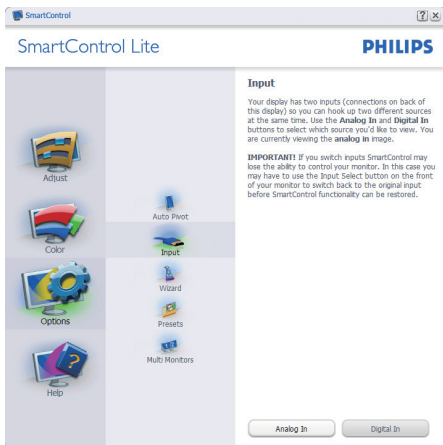 SmartControl
? x
SmartControl Lite
PHILIPS
Adjust
Color
Options
Help
Auto Pivot
Input
Wizard
Presets
Multi Monitors
Input
Your display has two inputs (connections on back of
this display) so you can hook up two different sources
at the same time. Use the Analog In and Digital In
buttons to select which source you'd like to view. You
are currently viewing the analog in image.
IMPORTANT! If you switch inputs SmartControl may
lose the ability to control your monitor. In this case you
may have to use the Input Select button on the front
of your monitor to switch back to the original input
before SmartControl functionality can be restored.
Analog In
Digital In